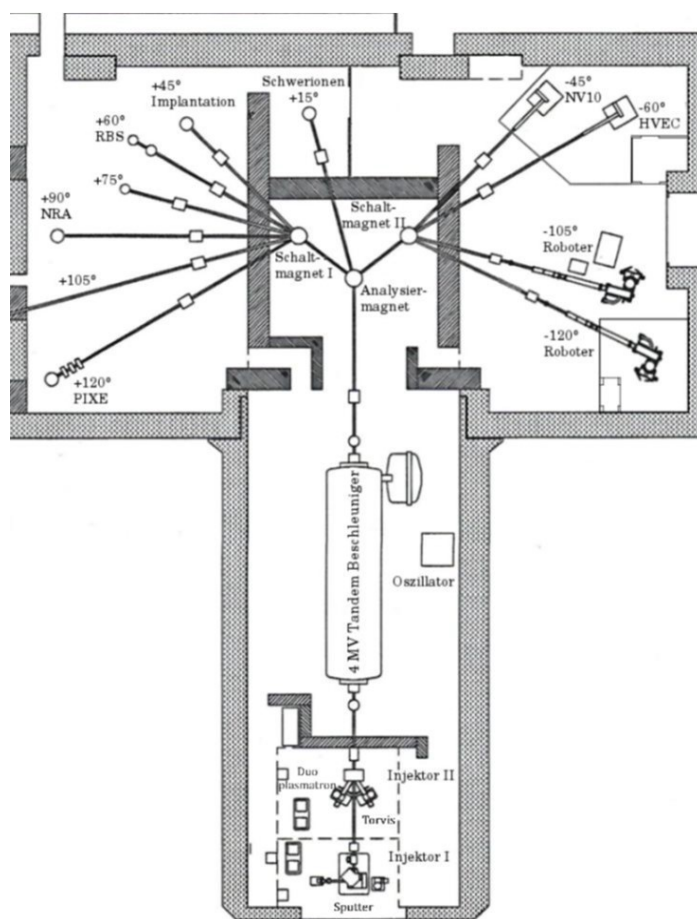 +45°
Implantation
Schwerionen
+15°
-45°
NV10
-60°
HVEC
+60°
RBS
+75°
+90°
NRA
Schalt-
magnet II
-105°
Roboter
Schalt-
magnet I
+105°
Analysier-
magnet
-120°
Roboter
+120°
PIXE
4 MV Tandem Beschleuniger
Oszillator
Injektor II
Duo
plasmatron
Torvis
Injektor I
Sputter